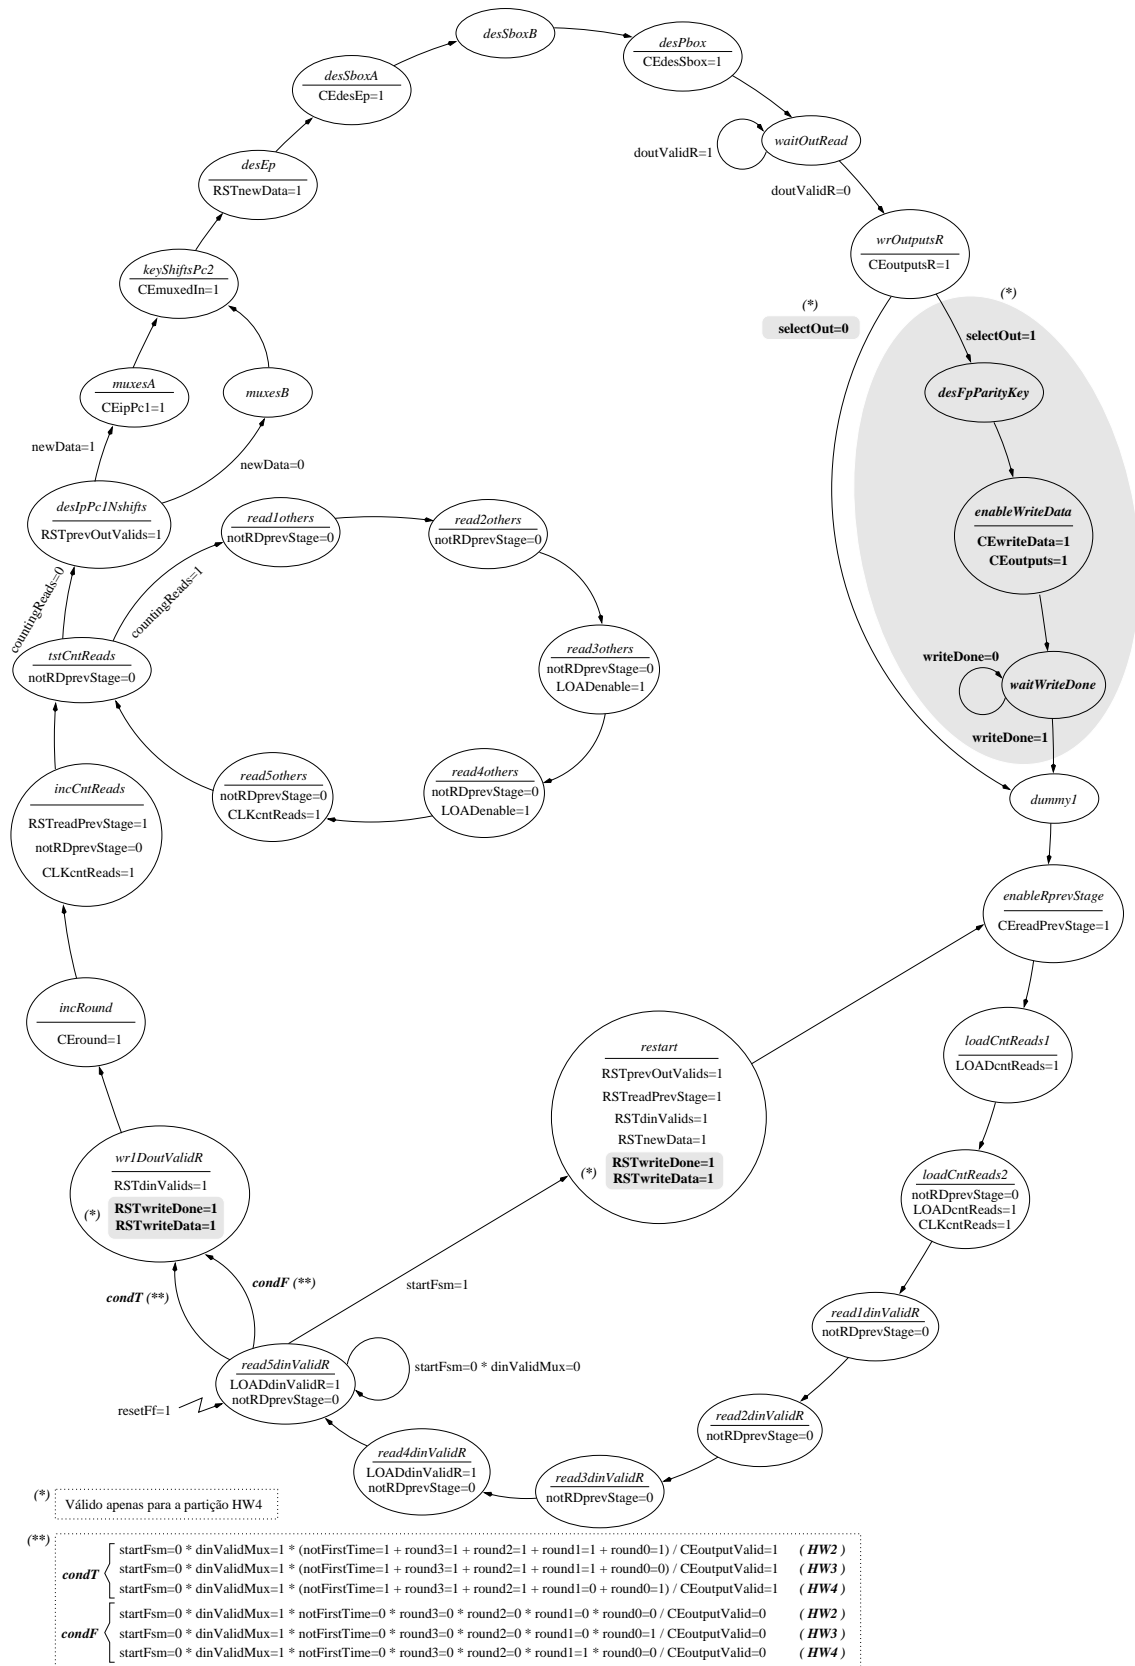 desSboxB
desPbox
CEdesSbox=1
desSboxA
CEdesEp=1
waitOutRead
doutValidR=1
desEp
RSTnewData=1
doutValidR=0
wrOutputsR
CEoutputsR=1
keyShiftsPc2
CEmuxedIn=1
(*)
(*)
selectOut=0
selectOut=1
muxesA
CEipPc1=1
muxesB
desFpParityKey
newData=1
newData=0
desIpPc1Nshifts
RSTprevOutValids=1
read1others
notRDprevStage=0
read2others
notRDprevStage=0
enableWriteData
CEwriteData=1
CEoutputs=1
countingReads=0
countingReads=1
tstCntReads
notRDprevStage=0
read3others
notRDprevStage=0
LOADenable=1
writeDone=0
waitWriteDone
writeDone=1
read5others
notRDprevStage=0
CLKcntReads=1
read4others
notRDprevStage=0
LOADenable=1
incCntReads
RSTreadPrevStage=1
notRDprevStage=0
CLKcntReads=1
dummy1
enableRprevStage
CEreadPrevStage=1
incRound
CEround=1
restart
RSTprevOutValids=1
RSTreadPrevStage=1
RSTdinValids=1
RSTnewData=1
(*)
RSTwriteDone=1
RSTwriteData=1
loadCntReads1
LOADcntReads=1
wr1DoutValidR
RSTdinValids=1
(*)
RSTwriteDone=1
RSTwriteData=1
loadCntReads2
notRDprevStage=0
LOADcntReads=1
CLKcntReads=1
condT (**)
condF (**)
startFsm=1
read1dinValidR
notRDprevStage=0
read5dinValidR
LOADdinValidR=1
notRDprevStage=0
startFsm=0 * dinValidMux=0
resetFf=1
read2dinValidR
notRDprevStage=0
read4dinValidR
LOADdinValidR=1
notRDprevStage=0
read3dinValidR
notRDprevStage=0
(*) Válido apenas para a partição HW4
(**)
condT
startFsm=0 * dinValidMux=1 * (notFirstTime=1 + round3=1 + round2=1 + round1=1 + round0=1) / CEoutputValid=1 ( HW2 )
startFsm=0 * dinValidMux=1 * (notFirstTime=1 + round3=1 + round2=1 + round1=1 + round0=0) / CEoutputValid=1 ( HW3 )
startFsm=0 * dinValidMux=1 * (notFirstTime=1 + round3=1 + round2=1 + round1=0 + round0=1) / CEoutputValid=1 ( HW4 )
condF
startFsm=0 * dinValidMux=1 * notFirstTime=0 * round3=0 * round2=0 * round1=0 * round0=0 / CEoutputValid=0 ( HW2 )
startFsm=0 * dinValidMux=1 * notFirstTime=0 * round3=0 * round2=0 * round1=0 * round0=1 / CEoutputValid=0 ( HW3 )
startFsm=0 * dinValidMux=1 * notFirstTime=0 * round3=0 * round2=0 * round1=1 * round0=0 / CEoutputValid=0 ( HW4 )